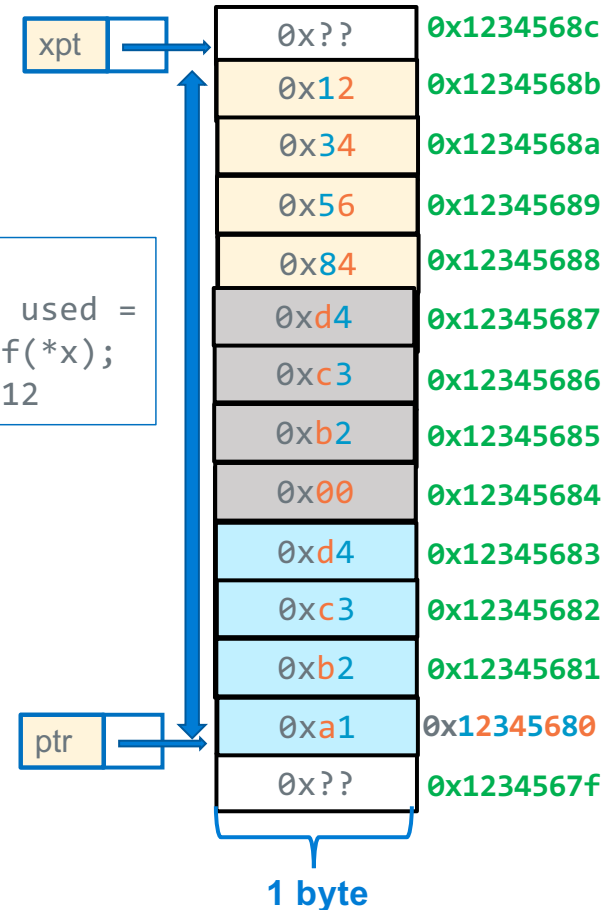 xpt
0x?? 0x1234568c
0x12 0x1234568b
0x34 0x1234568a
0x56 0x12345689
0x84 0x12345688
used =
f(*x);
12
0xd4 0x12345687
0xc3 0x12345686
0xb2 0x12345685
0x00 0x12345684
0xd4 0x12345683
0xc3 0x12345682
0xb2 0x12345681
ptr
0xa1 0x12345680
0x?? 0x1234567f
1 byte